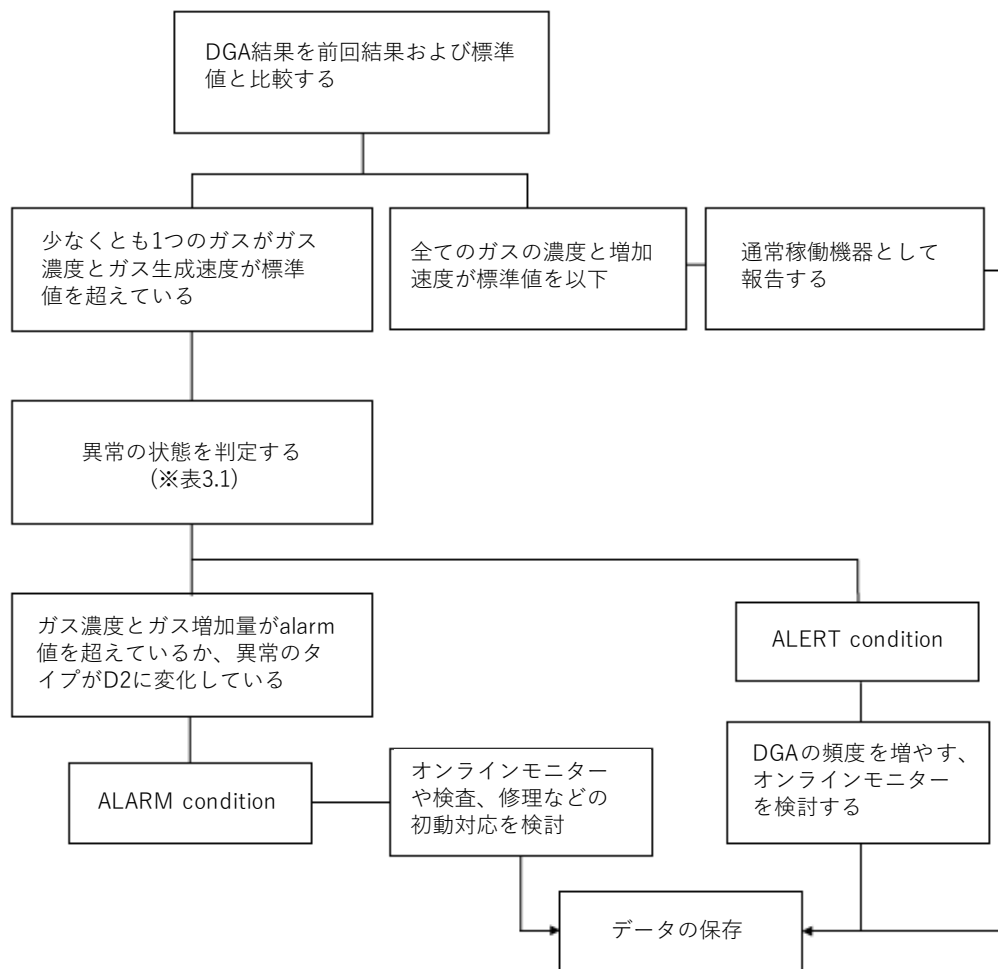 DGA結果を前回結果および標準
値と比較する
少なくとも1つのガスがガス
濃度とガス生成速度が標準
値を超えている
全てのガスの濃度と増加
速度が標準値を以下
通常稼働機器として
報告する
異常の状態を判定する
(※表3.1)
ガス濃度とガス増加量がalarm
値を超えているか、異常のタ
イプがD2に変化している
ALERT condition
ALARM condition
オンラインモニター
や検査、修理などの
初動対応を検討
DGAの頻度を増やす、
オンラインモニター
を検討する
データの保存